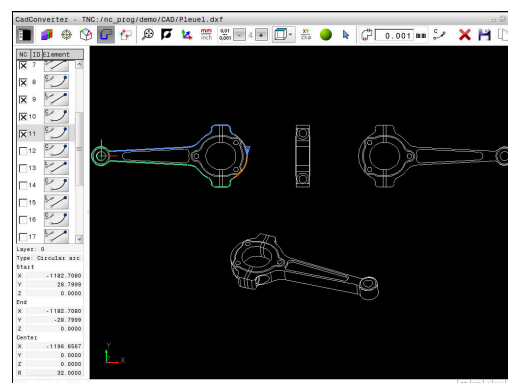 CadConverter - TNC:/nc_prog/demo/CAD/Pleuel.dxf
mm
inch
0,01
0,001
4
XY
0.001 mm
NC ID Element
7
8
9
10
11
12
13
14
15
16
17
Layer: 0
Type: Circular arc
Start
X -1182.7080
Y 28.7999
Z 0.0000
End
X -1182.7080
Y -28.7999
Z 0.0000
Center
X -1196.6567
Y 0.0000
Z 0.0000
R 32.0000
Y
X